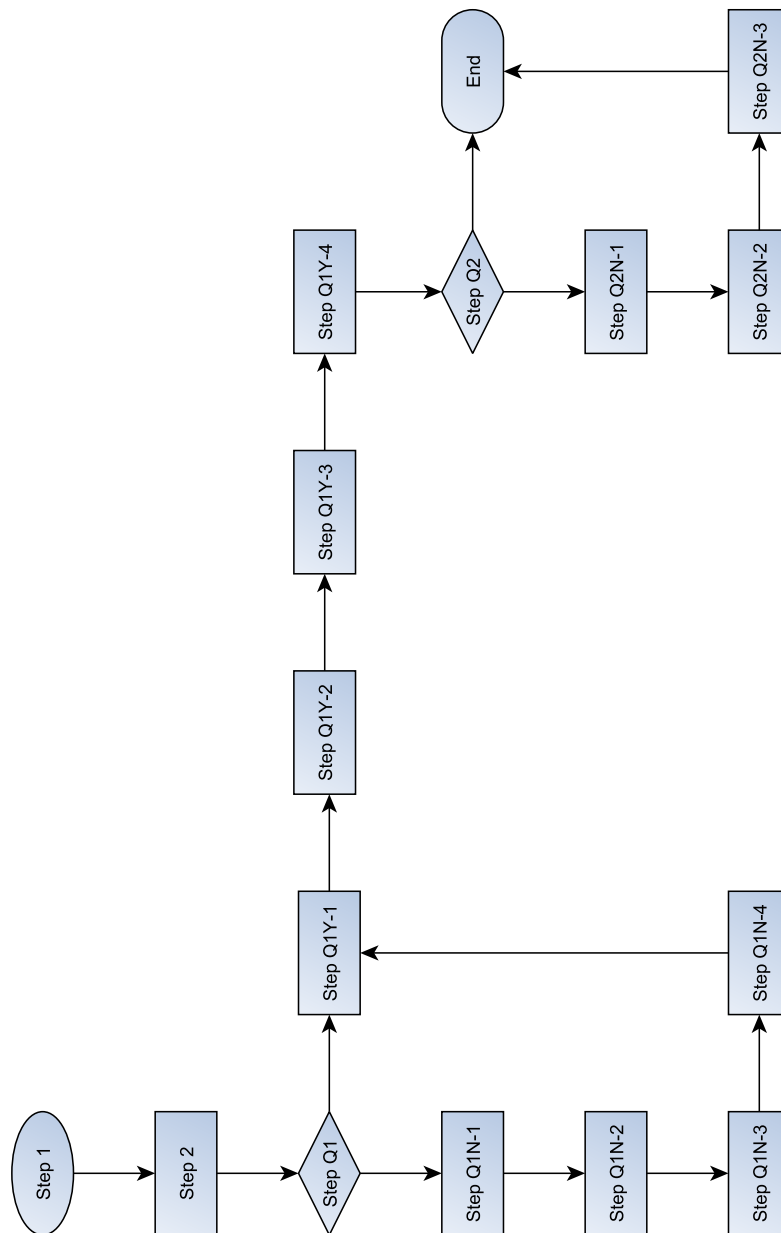 Step 1
Step 2
Step Q1
Step Q1N-1
Step Q1N-2
Step Q1N-3
Step Q1N-4
Step Q1Y-1
Step Q1Y-2
Step Q1Y-3
Step Q1Y-4
Step Q2
Step Q2N-1
Step Q2N-2
Step Q2N-3
End